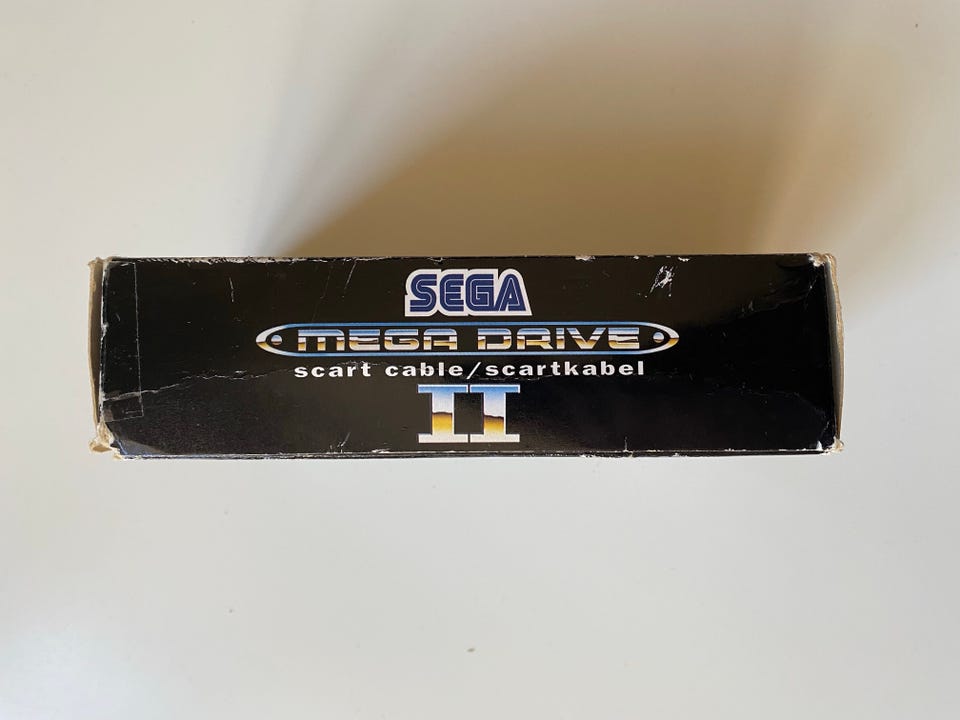 SEGA
MEGA DRIVE
scart cable/scartkabel
II